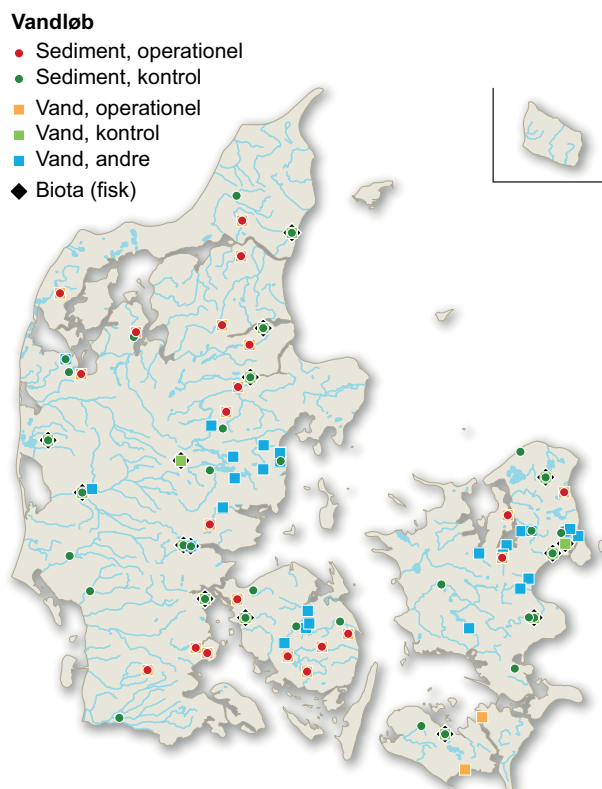 Vandløb
Sediment, operationel
Sediment, kontrol
Vand, operationel
Vand, kontrol
Vand, andre
Biota (fisk)